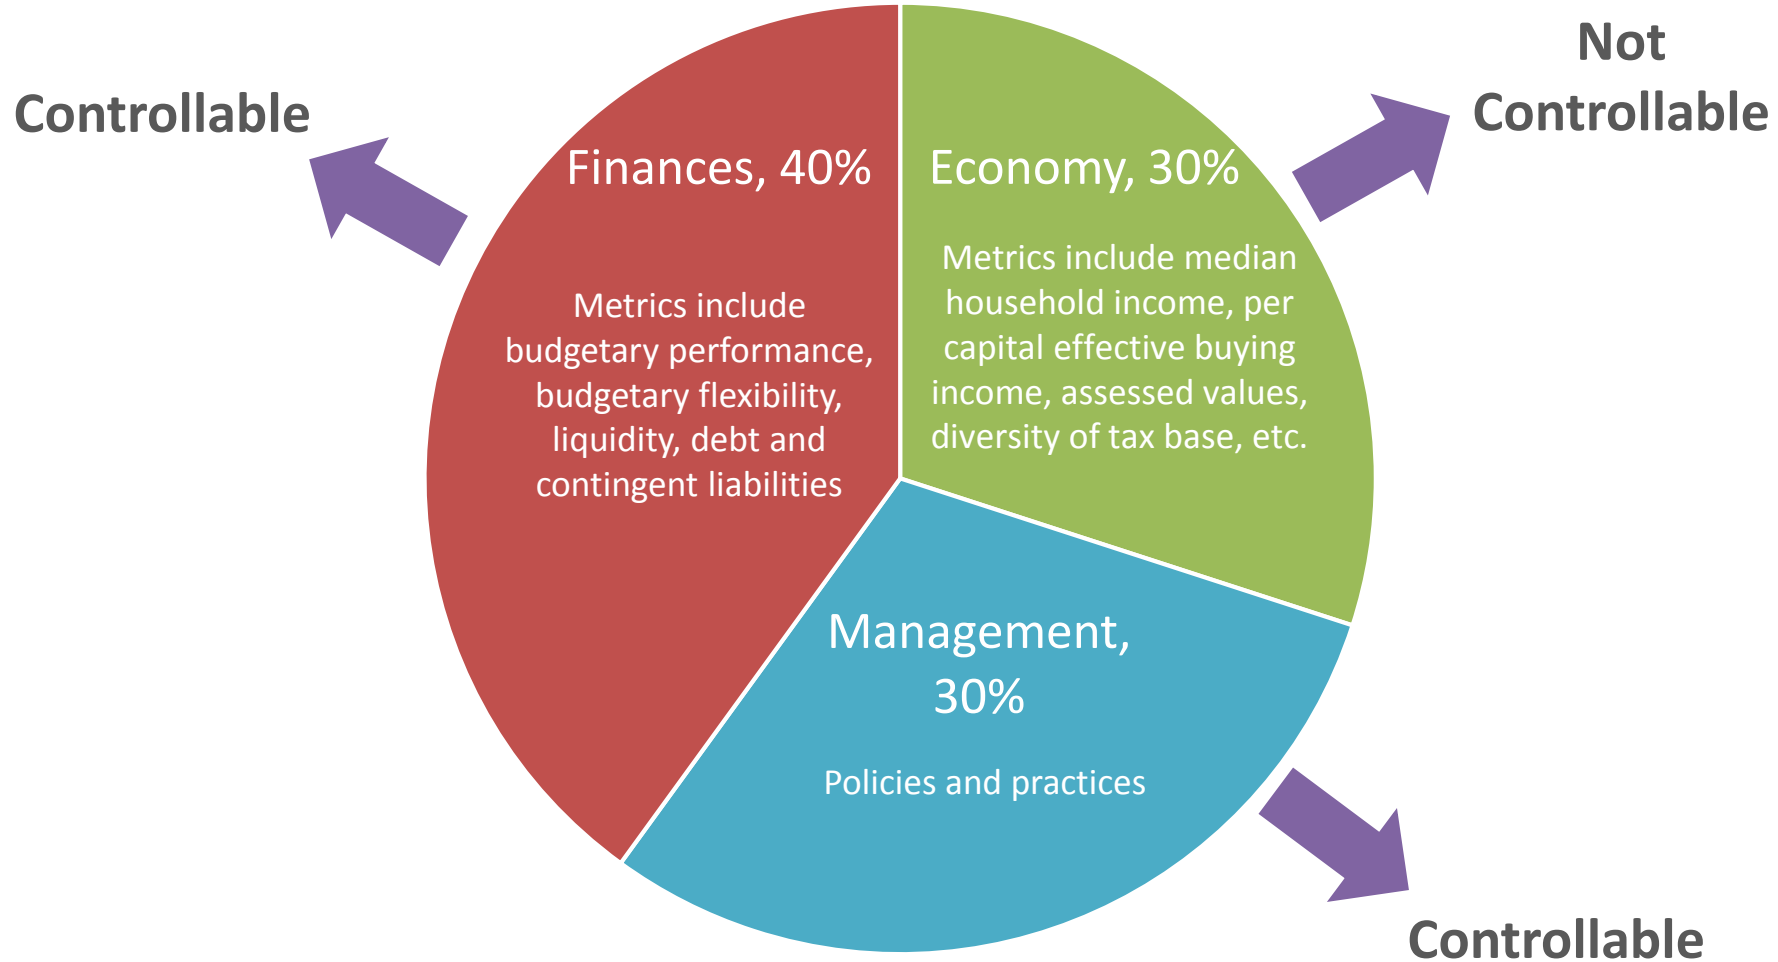 Controllable
Finances, 40%
Metrics include
budgetary performance,
budgetary flexibility,
liquidity, debt and
contingent liabilities
Economy, 30%
Metrics include median
household income, per
capital effective buying
income, assessed values,
diversity of tax base, etc.
Not
Controllable
Management,
30%
Policies and practices
Controllable